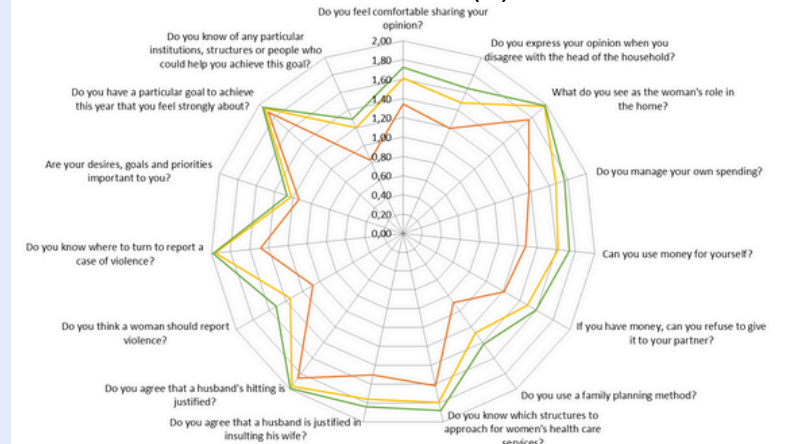 Do you feel comfortable sharing your
opinion?
Do you express your opinion when you
disagree with the head of the household?
What do you see as the woman's role in
the home?
Do you manage your own spending?
Can you use money for yourself?
If you have money, can you refuse to give
it to your partner?
Do you use a family planning method?
Do you know which structures to
approach for women's health care
services?
Do you agree that a husband is justified in
insulting his wife?
Do you agree that a husband's hitting is
justified?
Do you think a woman should report
violence?
Do you know where to turn to report a
case of violence?
Are your desires, goals and priorities
important to you?
Do you have a particular goal to achieve
this year that you feel strongly about?
Do you know of any particular
institutions, structures or people who
could help you achieve this goal?
2,00
1,80
1,60
1,40
1,20
1,00
0,80
0,60
0,40
0,20
0,00